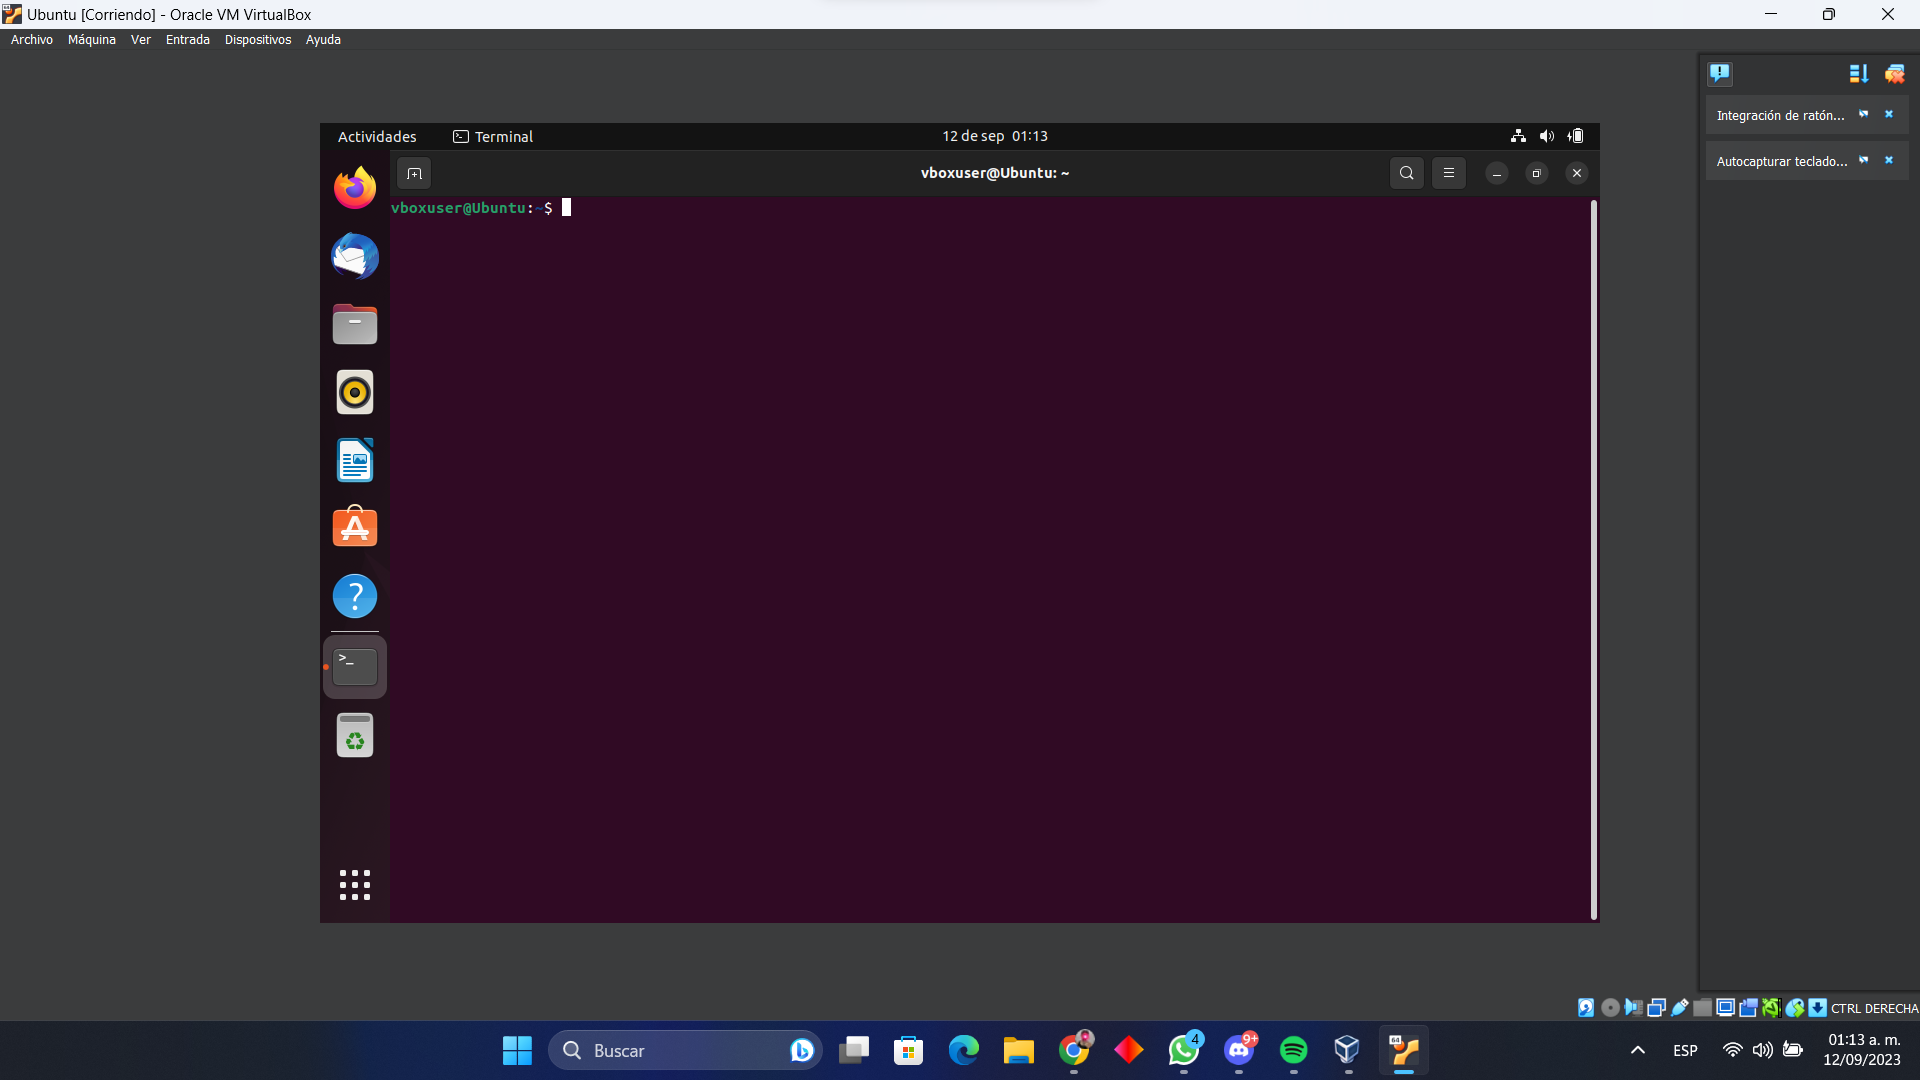 Ubuntu [Corriendo] - Oracle VM VirtualBox
Archivo Máquina Ver Entrada Dispositivos Ayuda
Integración de ratón...
Autocapturar teclado...
Actividades Terminal 12 de sep 01:13
vboxuser@Ubuntu: ~
vboxuser@Ubuntu:~$
CTRL DERECHA
Buscar
4
9+
64
ESP
01:13 a. m.
12/09/2023